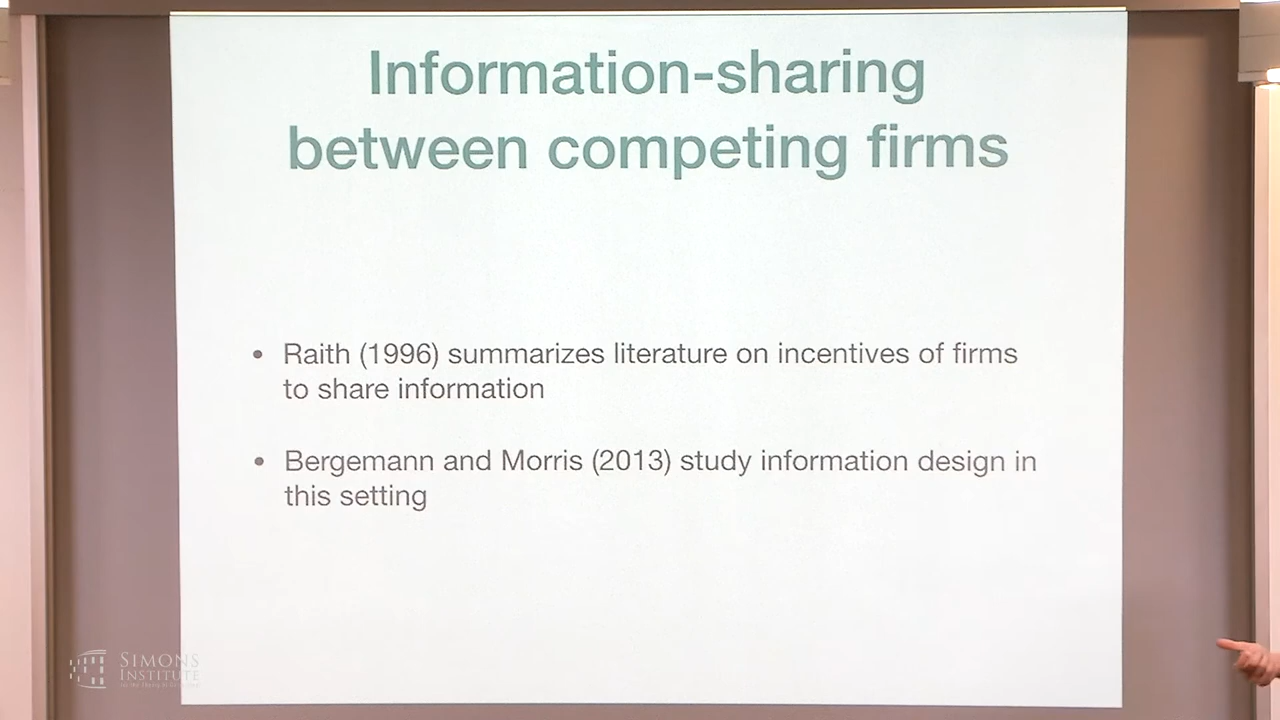 Information-sharing
between competing firms
• Raith (1996) summarizes literature on incentives of firms
to share information
• Bergemann and Morris (2013) study information design in
this setting
SIMONS
INSTITUTE